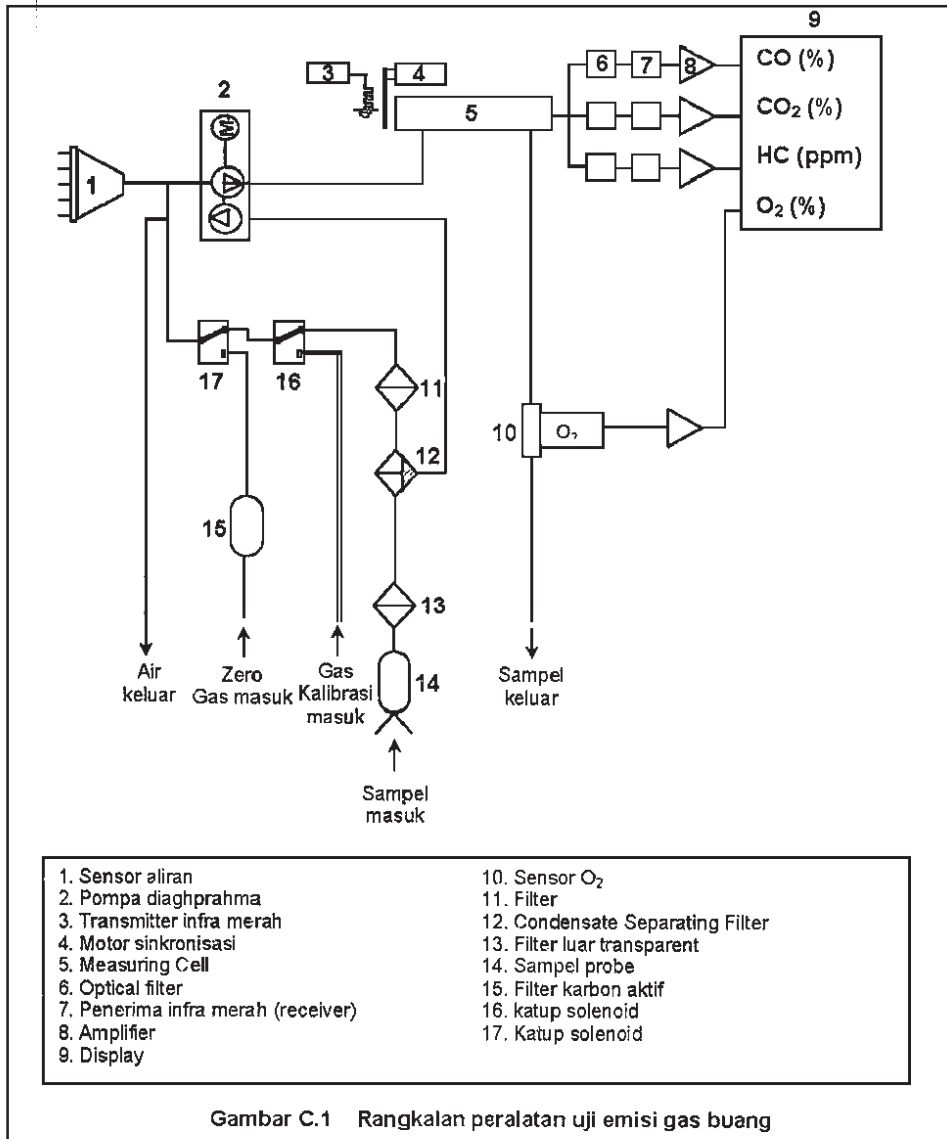 9
3
4
6
7
8
CO (%)
2
CO₂ (%)
M
5
HC (ppm)
1
O₂ (%)
17
16
11
10
O₂
12
15
13
14
Air
keluar
Zero
Gas masuk
Gas
Kalibrasi
masuk
Sampel
keluar
Sampel
masuk
1. Sensor aliran
2. Pompa diaghprahma
3. Transmitter infra merah
4. Motor sinkronisasi
5. Measuring Cell
6. Optical filter
7. Penerima infra merah (receiver)
8. Amplifier
9. Display
10. Sensor O₂
11. Filter
12. Condensate Separating Filter
13. Filter luar transparent
14. Sampel probe
15. Filter karbon aktif
16. katup solenoid
17. Katup solenoid
Gambar C.1 Rangkalan peralatan uji emisi gas buang